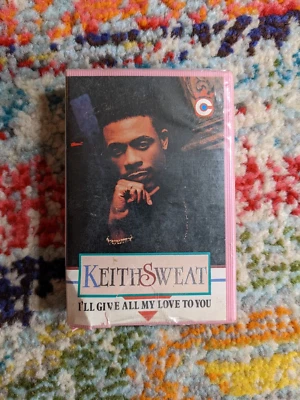 C
KEITH SWEAT
I'LL GIVE ALL MY LOVE TO YOU